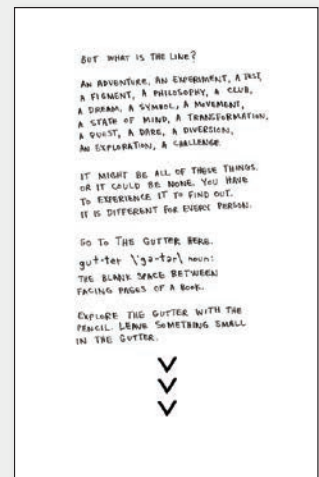 BUT WHAT IS THE LINE?
AN ADVENTURE, AN EXPERIMENT, A TEST,
A FIGMENT, A PHILOSOPHY, A CLUB,
A DREAM, A SYMBOL, A MOVEMENT,
A STATE OF MIND, A TRANSFORMATION,
A QUEST, A DARE, A DIVERSION,
AN EXPLORATION, A CHALLENGE.
IT MIGHT BE ALL OF THESE THINGS.
OR IT COULD BE NONE. YOU HAVE
TO EXPERIENCE IT TO FIND OUT.
IT IS DIFFERENT FOR EVERY PERSON.
GO TO THE GUTTER HERE.
gut·ter \'gə-tər\ noun:
THE BLANK SPACE BETWEEN
FACING PAGES OF A BOOK.
EXPLORE THE GUTTER WITH THE
PENCIL. LEAVE SOMETHING SMALL
IN THE GUTTER.